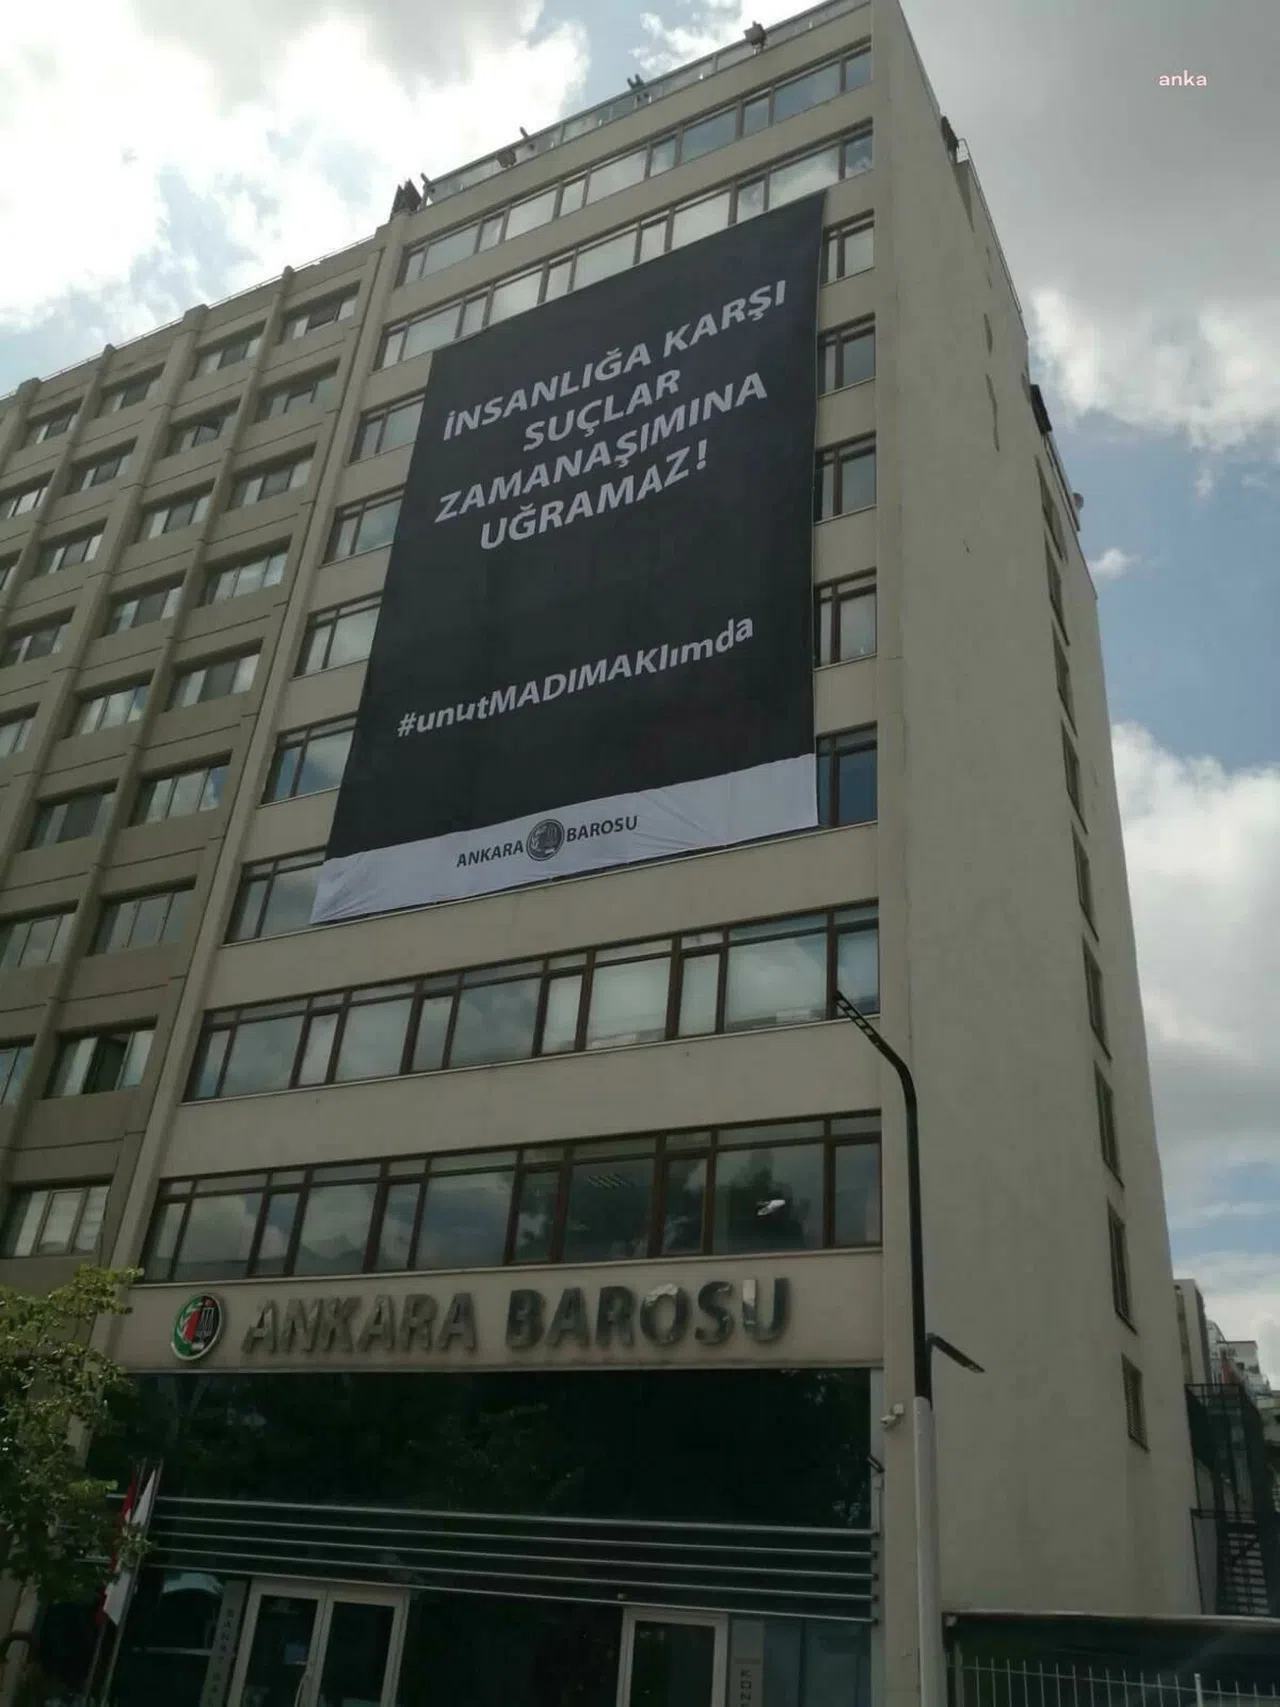 anka
İNSANLIĞA KARŞI
SUÇLAR
ZAMANAŞIMINA
UĞRAMAZ!
#unutMADIMAKlımda
ANKARA BAROSU
ANKARA BAROSU